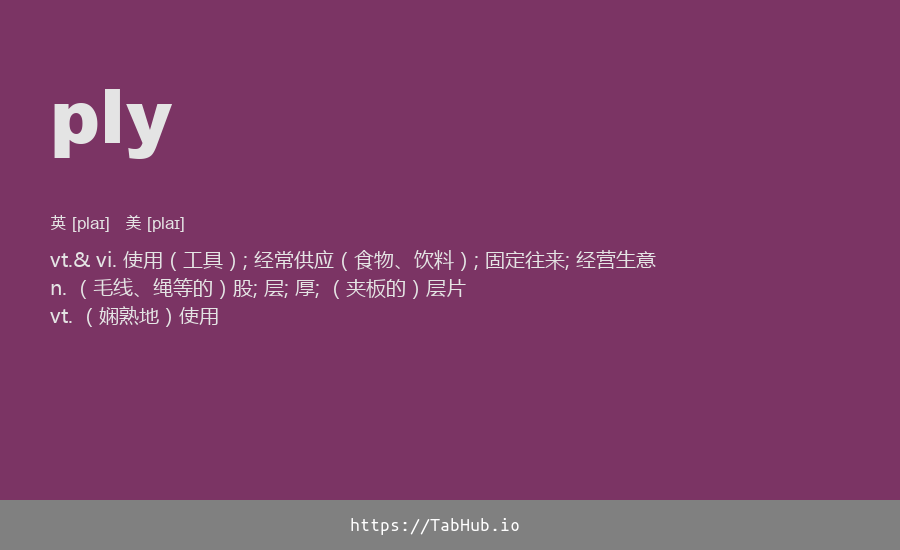 ply
英 [plaɪ] 美 [plaɪ]
vt.& vi. 使用（工具）; 经常供应（食物、饮料）; 固定往来; 经营生意
n. （毛线、绳等的）股; 层; 厚; （夹板的）层片
vt. （娴熟地）使用
https://TabHub.io